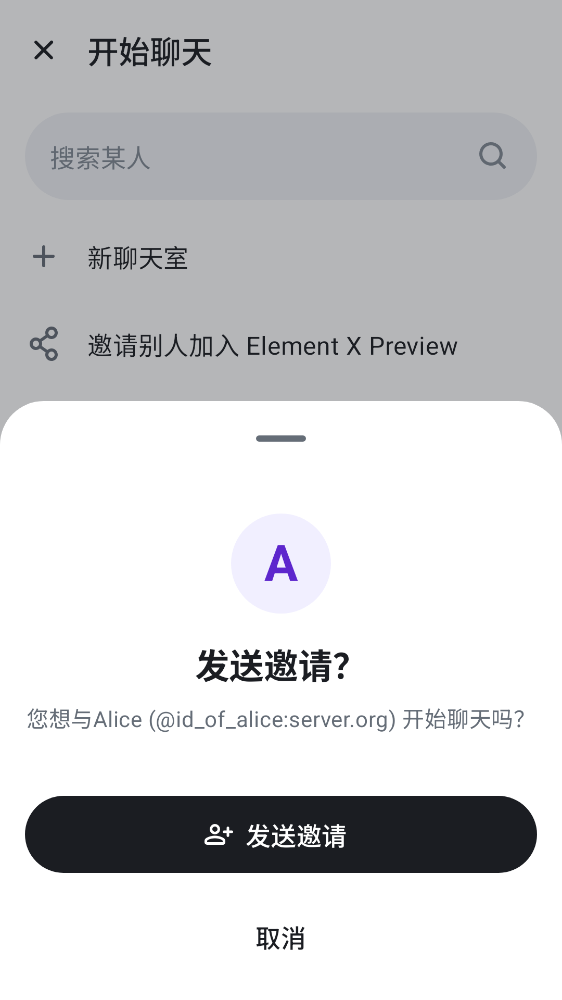 开始聊天
搜索某人
新聊天室
邀请别人加入 Element X Preview
A
发送邀请？
您想与Alice (@id_of_alice:server.org) 开始聊天吗？
发送邀请
取消